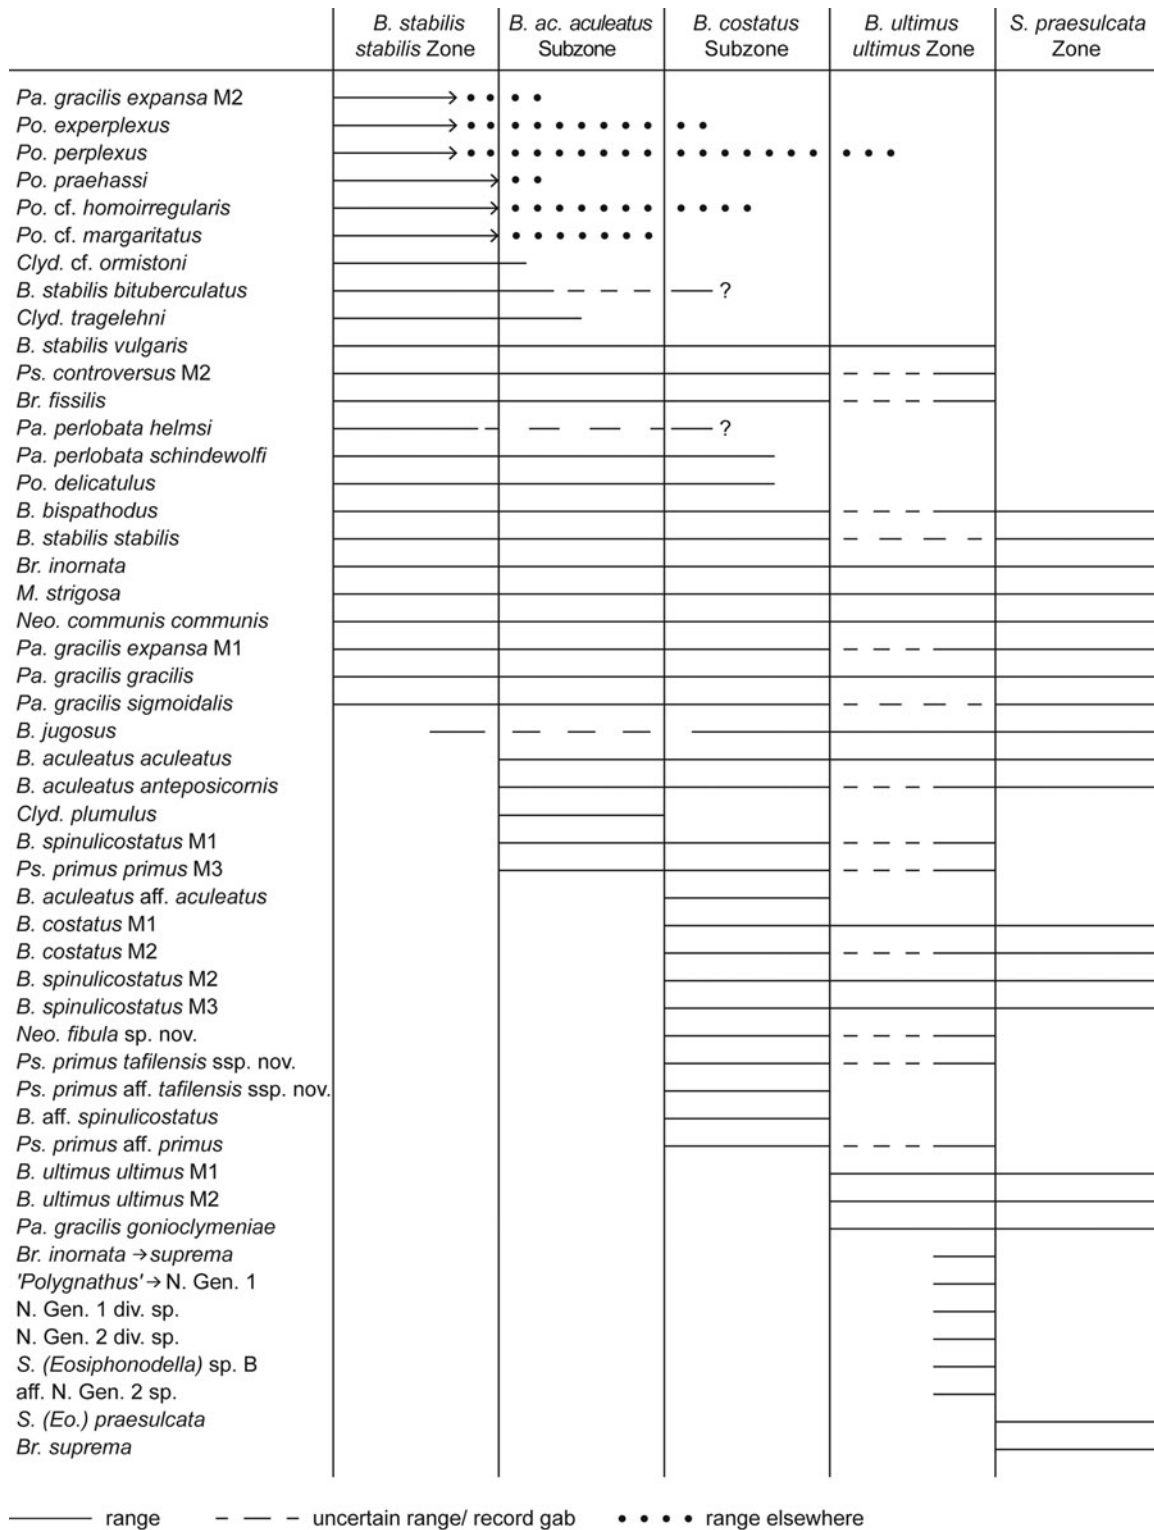 B. stabilis
stabilis Zone
B. ac. aculeatus
Subzone
B. costatus
Subzone
B. ultimus
ultimus Zone
S. praesulcata
Zone
Pa. gracilis expansa M2
Po. experplexus
Po. perplexus
Po. praehassi
Po. cf. homoirregularis
Po. cf. margaritatus
Clyd. cf. ormistoni
B. stabilis bituberculatus ?
Clyd. tragelehni
B. stabilis vulgaris
Ps. controversus M2
Br. fissilis
Pa. perlobata helmsi ?
Pa. perlobata schindewolfi
Po. delicatulus
B. bispathodus
B. stabilis stabilis
Br. inornata
M. strigosa
Neo. communis communis
Pa. gracilis expansa M1
Pa. gracilis gracilis
Pa. gracilis sigmoidalis
B. jugosus
B. aculeatus aculeatus
B. aculeatus anteposicornis
Clyd. plumulus
B. spinulicostatus M1
Ps. primus primus M3
B. aculeatus aff. aculeatus
B. costatus M1
B. costatus M2
B. spinulicostatus M2
B. spinulicostatus M3
Neo. fibula sp. nov.
Ps. primus tafilensis ssp. nov.
Ps. primus aff. tafilensis ssp. nov.
B. aff. spinulicostatus
Ps. primus aff. primus
B. ultimus ultimus M1
B. ultimus ultimus M2
Pa. gracilis gonioclymeniae
Br. inornata → suprema
'Polygnathus' → N. Gen. 1
N. Gen. 1 div. sp.
N. Gen. 2 div. sp.
S. (Eosiphonodella) sp. B
aff. N. Gen. 2 sp.
S. (Eo.) praesulcata
Br. suprema
range uncertain range/ record gab range elsewhere